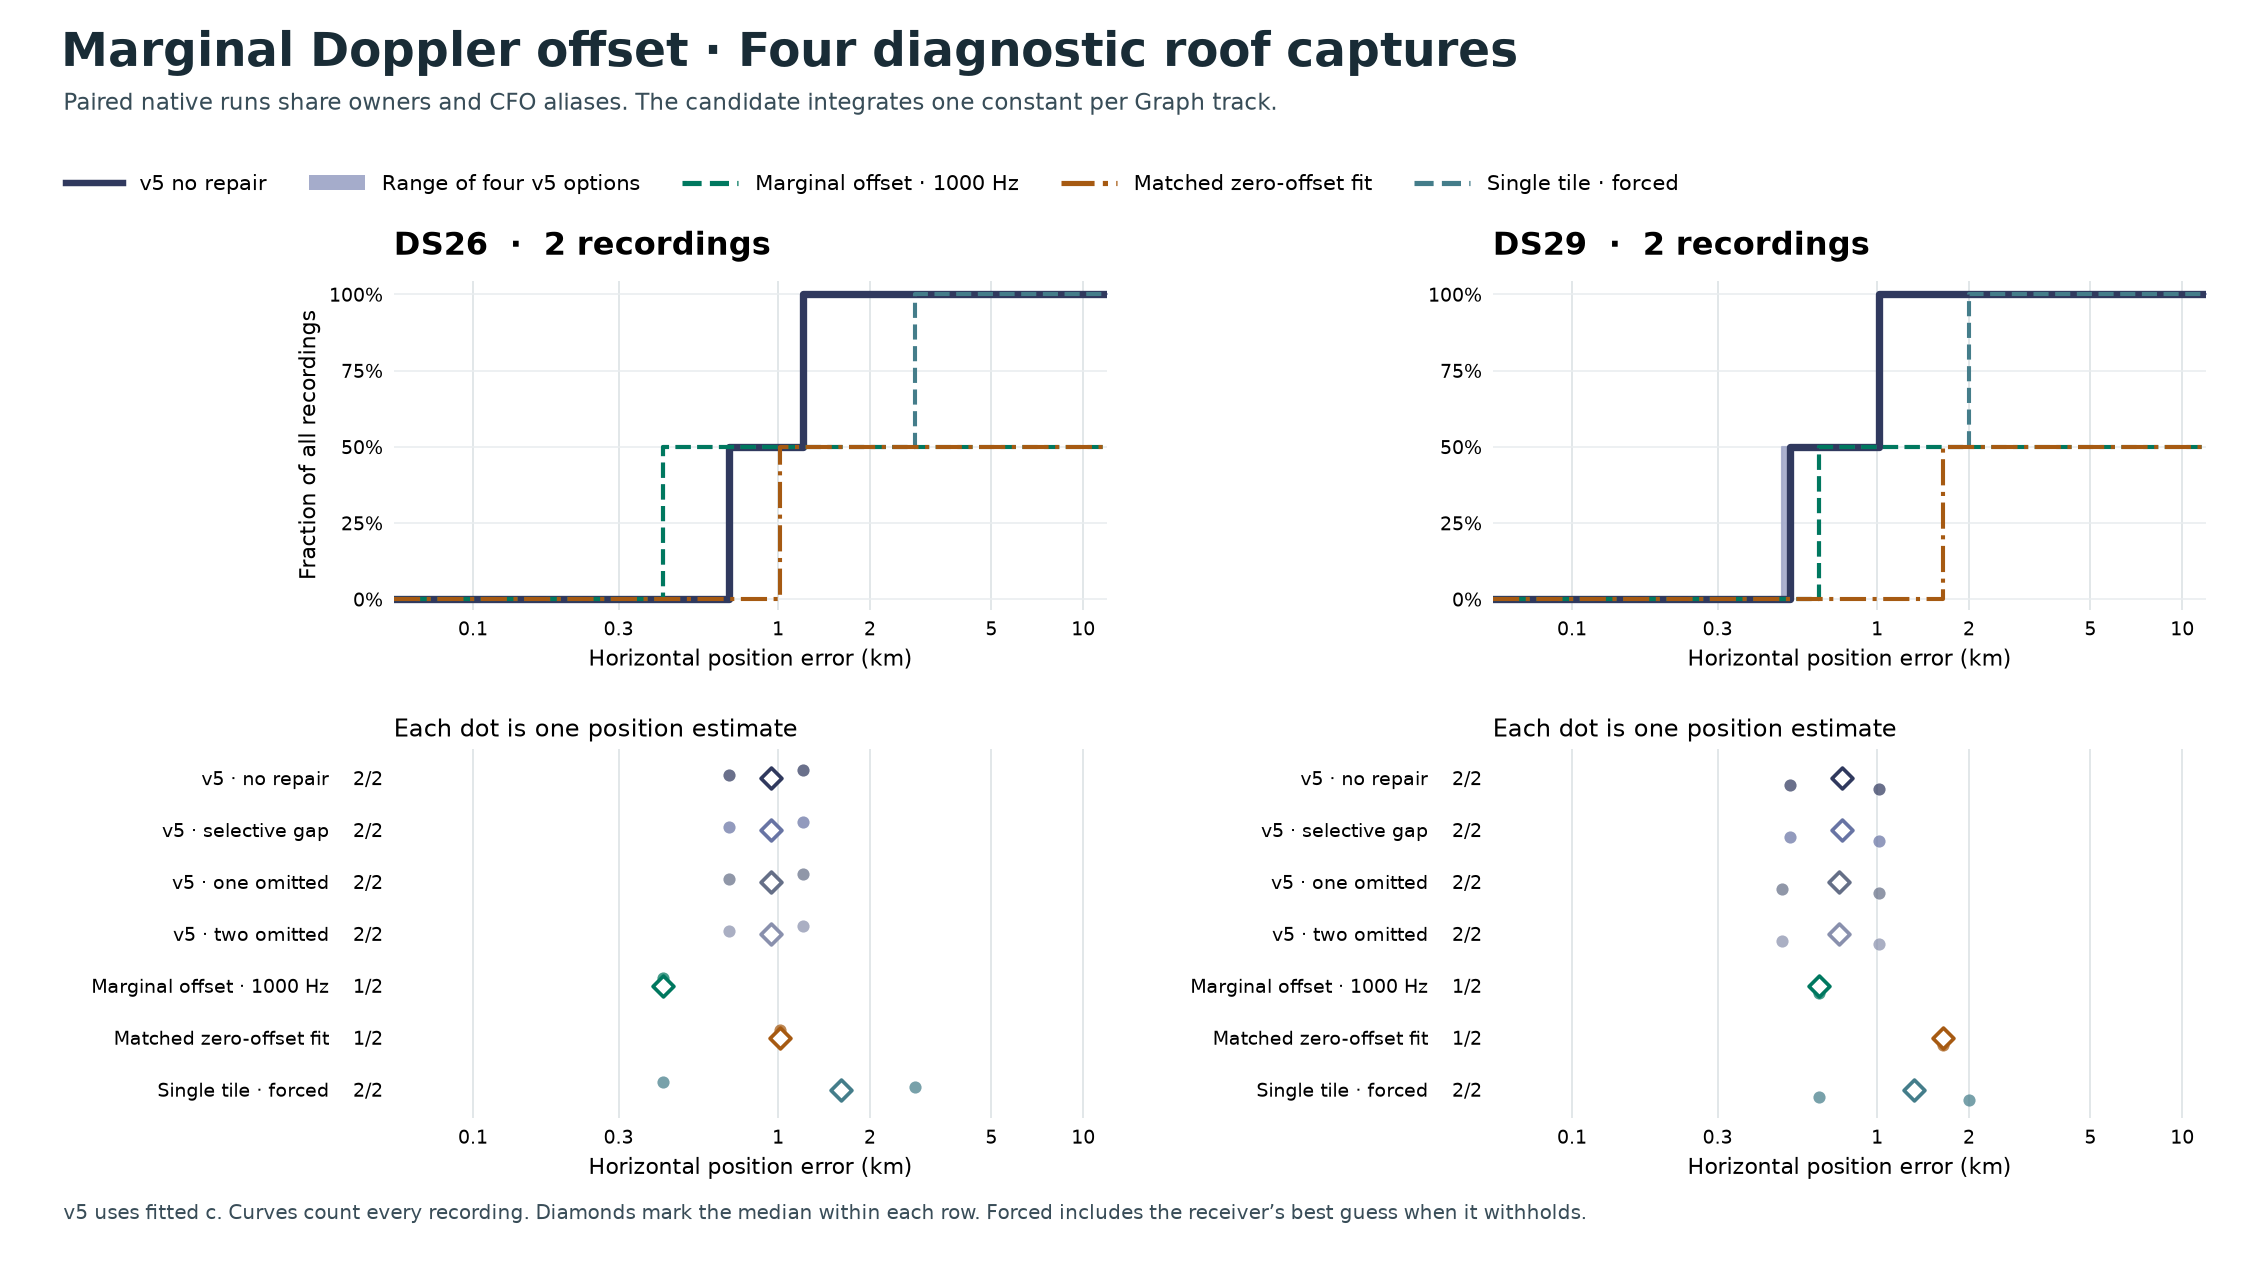 Marginal Doppler offset · Four diagnostic roof captures
Paired native runs share owners and CFO aliases. The candidate integrates one constant per Graph track.
v5 no repair
Range of four v5 options
Marginal offset · 1000 Hz
Matched zero-offset fit
Single tile · forced
DS26 · 2 recordings
Fraction of all recordings
100%
75%
50%
25%
0%
0.1 0.3 1 2 5 10
Horizontal position error (km)
DS29 · 2 recordings
100%
75%
50%
25%
0%
0.1 0.3 1 2 5 10
Horizontal position error (km)
Each dot is one position estimate
v5 · no repair 2/2
v5 · selective gap 2/2
v5 · one omitted 2/2
v5 · two omitted 2/2
Marginal offset · 1000 Hz 1/2
Matched zero-offset fit 1/2
Single tile · forced 2/2
0.1 0.3 1 2 5 10
Horizontal position error (km)
Each dot is one position estimate
v5 · no repair 2/2
v5 · selective gap 2/2
v5 · one omitted 2/2
v5 · two omitted 2/2
Marginal offset · 1000 Hz 1/2
Matched zero-offset fit 1/2
Single tile · forced 2/2
0.1 0.3 1 2 5 10
Horizontal position error (km)
v5 uses fitted c. Curves count every recording. Diamonds mark the median within each row. Forced includes the receiver’s best guess when it withholds.